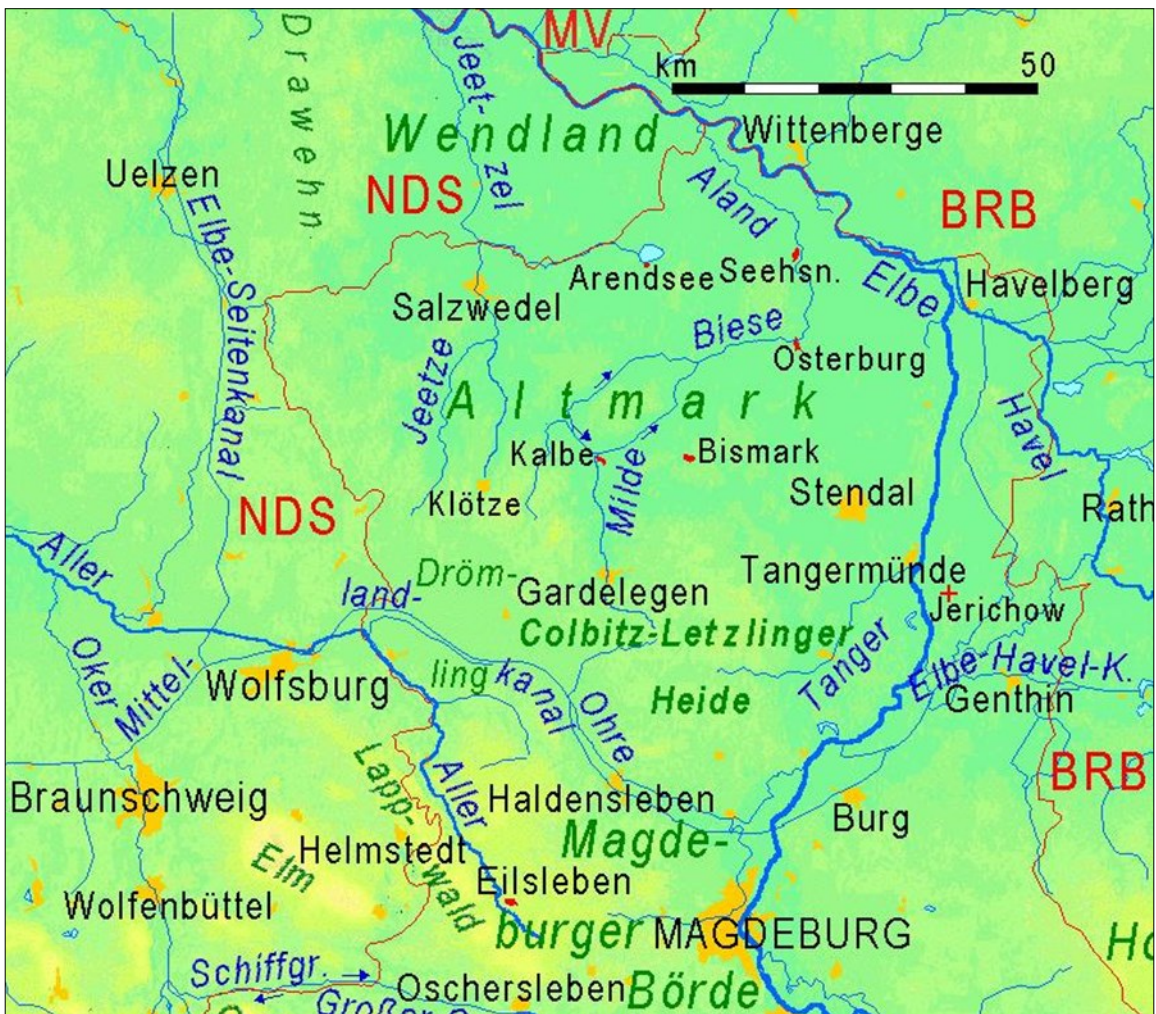 MV
Drawehn
Jeet-
km 50
Wendland
Wittenberge
Uelzen
zel
NDS
Aland
BRB
Elbe-Seitenkanal
Arendsee
Seehsn.
Elbe
Havelberg
Salzwedel
Biese
Osterburg
Jeetze
Altmark
Havel
Kalbe
Bismark
Milde
Klötze
Stendal
NDS
Rath
Aller
Dröm-
Tangermünde
land-
Gardelegen
Jerichow
Colbitz-Letzlinger
Oker
Mittel-
Wolfsburg
ling
kanal
Ohre
Heide
Tanger
Elbe-Havel-K.
Genthin
Lapp-
Aller
BRB
Braunschweig
Haldensleben
Burg
Magde-
Helmstedt
Elm
Eilsleben
wald
Wolfenbüttel
burger
MAGDEBURG
Schiffgr.
Oschersleben
Börde